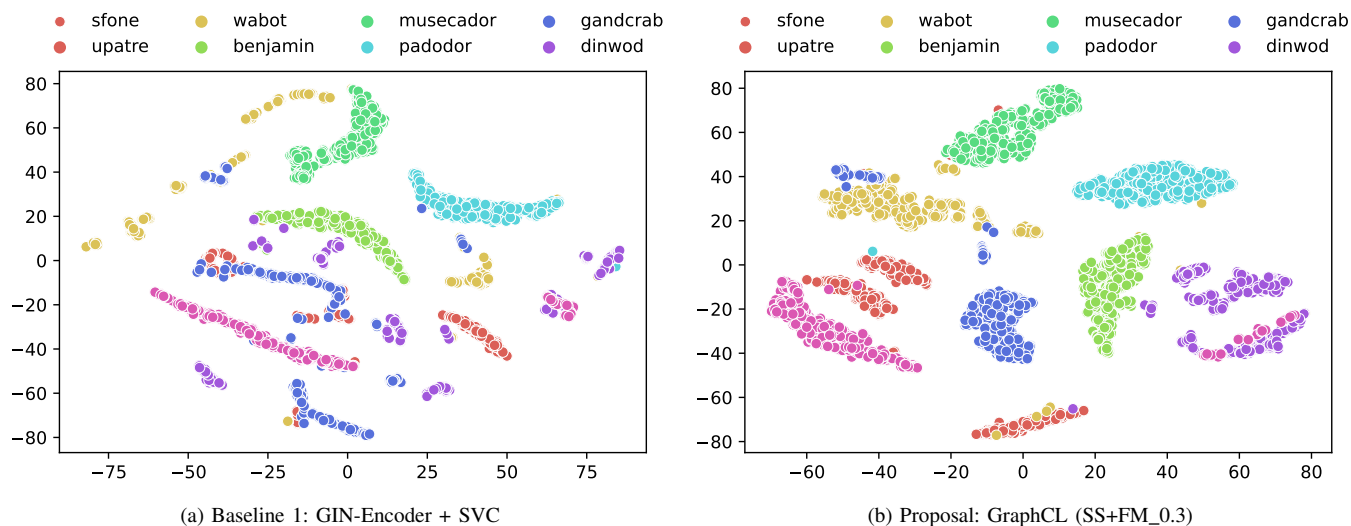 sfone wabot musecador gandcrab
upatre benjamin padodor dinwod
80
60
40
20
0
−20
−40
−60
−80
−75 −50 −25 0 25 50 75
(a) Baseline 1: GIN-Encoder + SVC
sfone wabot musecador gandcrab
upatre benjamin padodor dinwod
80
60
40
20
0
−20
−40
−60
−80
−60 −40 −20 0 20 40 60 80
(b) Proposal: GraphCL (SS+FM_0.3)